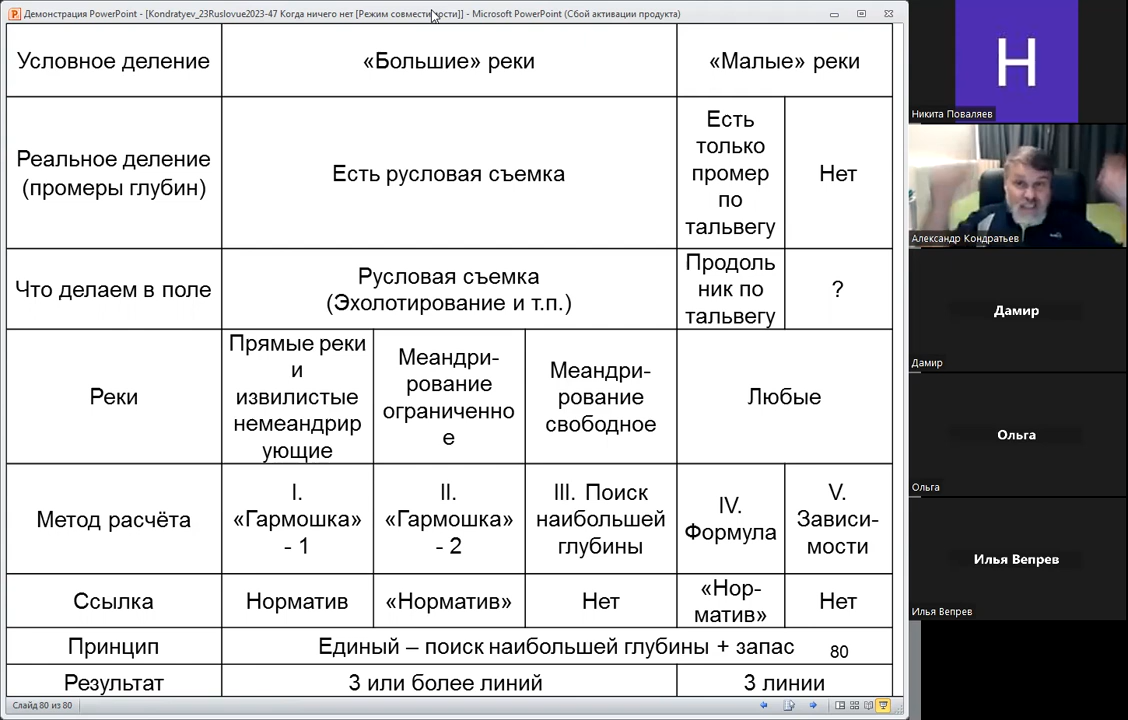 Демонстрация PowerPoint - [Kondratyev_23Ruslovue2023-47 Когда ничего нет [Режим совместимости]] - Microsoft PowerPoint (Сбой активации продукта)
Условное деление
«Большие» реки
«Малые» реки
Реальное деление
(промеры глубин)
Есть русловая съемка
Есть
только
промер
по
тальвегу
Нет
Что делаем в поле
Русловая съемка
(Эхолотирование и т.п.)
Продоль
ник по
тальвегу
?
Реки
Прямые реки
и
извилистые
немеандрир
ующие
Меандри-
рование
ограниченно
е
Меандри-
рование
свободное
Любые
Метод расчёта
I.
«Гармошка»
- 1
II.
«Гармошка»
- 2
III. Поиск
наибольшей
глубины
IV.
Формула
V.
Зависи-
мости
Ссылка
Норматив
«Норматив»
Нет
«Нор-
матив»
Нет
Принцип
Единый – поиск наибольшей глубины + запас
80
Результат
3 или более линий
3 линии
Слайд 80 из 80
Н
Никита Поваляев
Александр Кондратьев
Дамир
Дамир
Ольга
Ольга
Илья Вепрев
Илья Вепрев